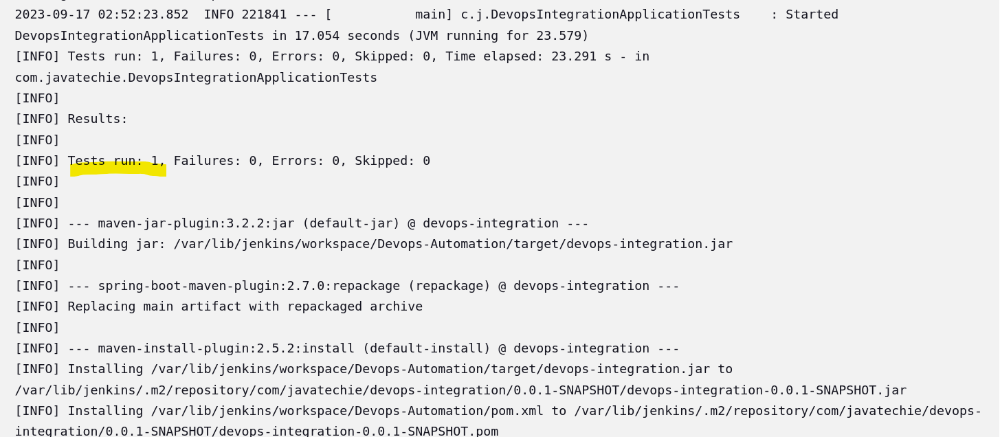 2023-09-17 02:52:23.852  INFO 221841 --- [           main] c.j.DevopsIntegrationApplicationTests    : Started
DevopsIntegrationApplicationTests in 17.054 seconds (JVM running for 23.579)
[INFO] Tests run: 1, Failures: 0, Errors: 0, Skipped: 0, Time elapsed: 23.291 s - in
com.javatechie.DevopsIntegrationApplicationTests
[INFO]
[INFO] Results:
[INFO]
[INFO] Tests run: 1, Failures: 0, Errors: 0, Skipped: 0
[INFO]
[INFO]
[INFO] --- maven-jar-plugin:3.2.2:jar (default-jar) @ devops-integration ---
[INFO] Building jar: /var/lib/jenkins/workspace/Devops-Automation/target/devops-integration.jar
[INFO]
[INFO] --- spring-boot-maven-plugin:2.7.0:repackage (repackage) @ devops-integration ---
[INFO] Replacing main artifact with repackaged archive
[INFO]
[INFO] --- maven-install-plugin:2.5.2:install (default-install) @ devops-integration ---
[INFO] Installing /var/lib/jenkins/workspace/Devops-Automation/target/devops-integration.jar to
/var/lib/jenkins/.m2/repository/com/javatechie/devops-integration/0.0.1-SNAPSHOT/devops-integration-0.0.1-SNAPSHOT.jar
[INFO] Installing /var/lib/jenkins/workspace/Devops-Automation/pom.xml to /var/lib/jenkins/.m2/repository/com/javatechie/devops-
integration/0.0.1-SNAPSHOT/devops-integration-0.0.1-SNAPSHOT.pom